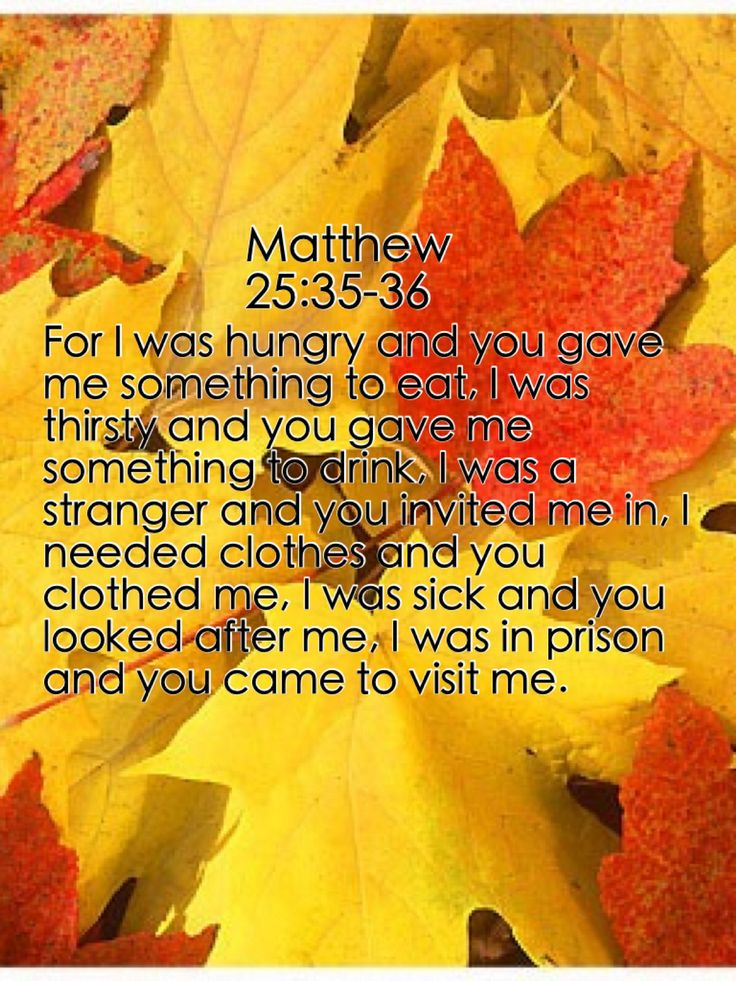 Matthew
25:35-36
For I was hungry and you gave
me something to eat, I was
thirsty and you gave me
something to drink, I was a
stranger and you invited me in, I
needed clothes and you
clothed me, I was sick and you
looked after me, I was in prison
and you came to visit me.